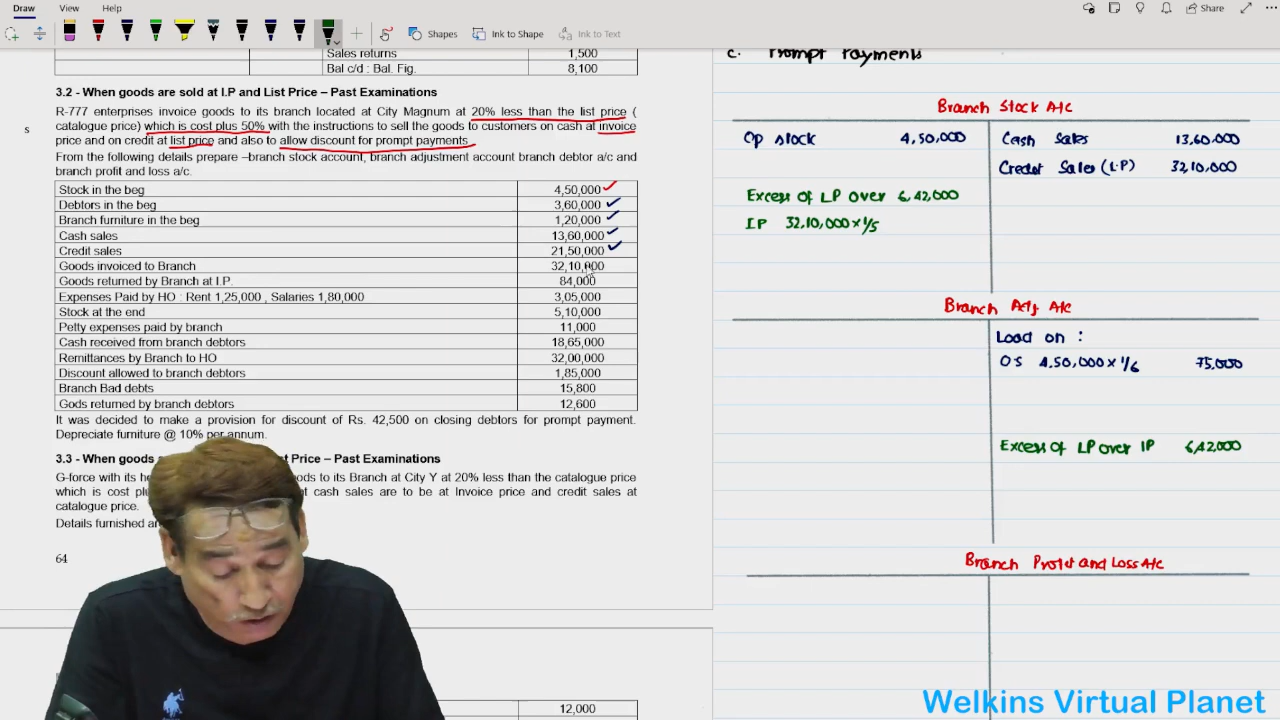 Draw View Help
Share
Shapes Ink to Shape Ink to Text
Sales returns 1,500
Bal c/d : Bal. Fig. 8,100
3.2 - When goods are sold at I.P and List Price – Past Examinations
R-777 enterprises invoice goods to its branch located at City Magnum at 20% less than the list price (
s
catalogue price) which is cost plus 50% with the instructions to sell the goods to customers on cash at invoice
price and on credit at list price and also to allow discount for prompt payments.
From the following details prepare –branch stock account, branch adjustment account branch debtor a/c and
branch profit and loss a/c.
Stock in the beg 4,50,000
Debtors in the beg 3,60,000
Branch furniture in the beg 1,20,000
Cash sales 13,60,000
Credit sales 21,50,000
Goods invoiced to Branch 32,10,000
Goods returned by Branch at I.P. 84,000
Expenses Paid by HO : Rent 1,25,000 , Salaries 1,80,000 3,05,000
Stock at the end 5,10,000
Petty expenses paid by branch 11,000
Cash received from branch debtors 18,65,000
Remittances by Branch to HO 32,00,000
Discount allowed to branch debtors 1,85,000
Branch Bad debts 15,800
Gods returned by branch debtors 12,600
It was decided to make a provision for discount of Rs. 42,500 on closing debtors for prompt payment.
Depreciate furniture @ 10% per annum.
3.3 - When goods st Price – Past Examinations
G-force with its he ods to its Branch at City Y at 20% less than the catalogue price
which is cost plu t cash sales are to be at Invoice price and credit sales at
catalogue price.
Details furnished ar
64
12,000
c. Prompt Payments
Branch Stock A/c
Op stock 4,50,000 Cash Sales 13,60,000
Credit Sales (L.P) 32,10,000
Excess of LP over 6,42,000
IP 32,10,000 x 1/5
Branch Adj A/c
Load on :
OS 4,50,000 x 1/6 75,000
Excess of LP over IP 6,42,000
Branch Profit and Loss A/c
Welkins Virtual Planet